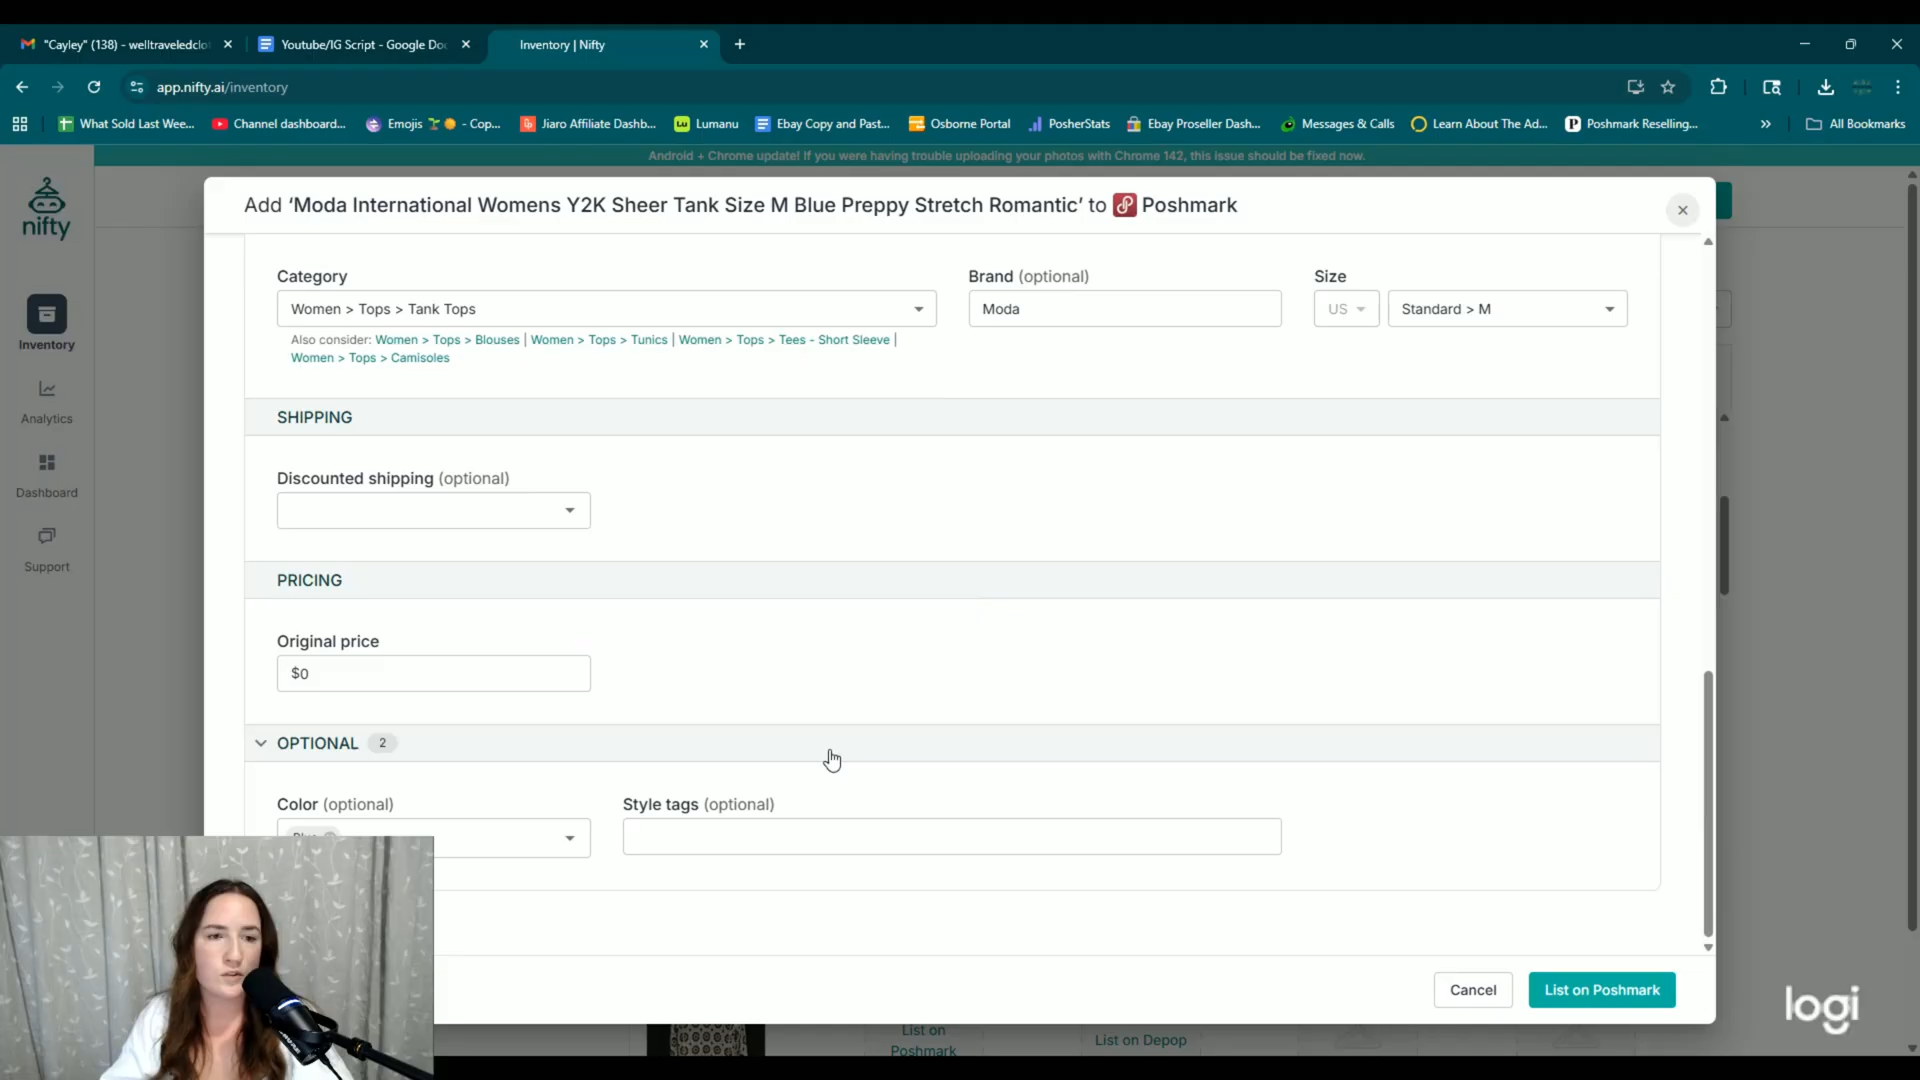 "Cayley" (138) - welltraveledclo
Youtube/IG Script - Google Do
Inventory | Nifty
app.nifty.ai/inventory
What Sold Last Wee...
Channel dashboard...
Emojis - Cop...
Jiaro Affiliate Dashb...
Lumanu
Ebay Copy and Past...
Osborne Portal
PosherStats
Ebay Proseller Dash...
Messages & Calls
Learn About The Ad...
Poshmark Reselling...
All Bookmarks
Android + Chrome update! If you were having trouble uploading your photos with Chrome 142, this issue should be fixed now.
nifty
Inventory
Analytics
Dashboard
Support
Add 'Moda International Womens Y2K Sheer Tank Size M Blue Preppy Stretch Romantic' to Poshmark
Category
Brand (optional)
Size
Women > Tops > Tank Tops
Moda
US
Standard > M
Also consider: Women > Tops > Blouses | Women > Tops > Tunics | Women > Tops > Tees - Short Sleeve |
Women > Tops > Camisoles
SHIPPING
Discounted shipping (optional)
PRICING
Original price
$0
OPTIONAL 2
Color (optional)
Style tags (optional)
Cancel
List on Poshmark
List on
Poshmark
List on Depop
logi